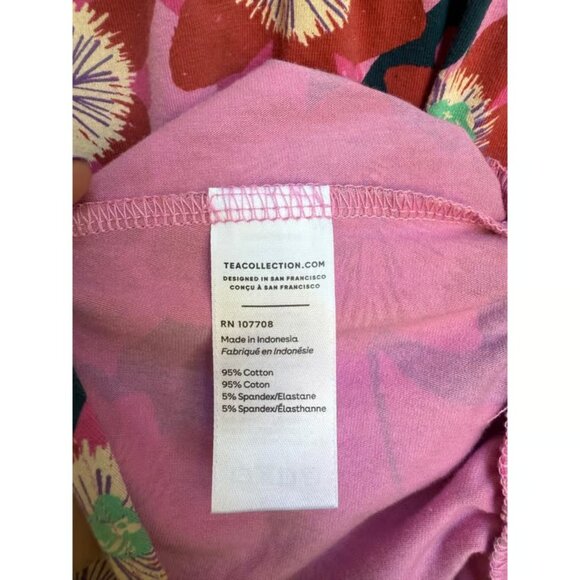 TEACOLLECTION.COM
DESIGNED IN SAN FRANCISCO
CONÇU À SAN FRANCISCO
RN 107708
Made in Indonesia
Fabriqué en Indonésie
95% Cotton
95% Coton
5% Spandex/Elastane
5% Spandex/Élasthanne